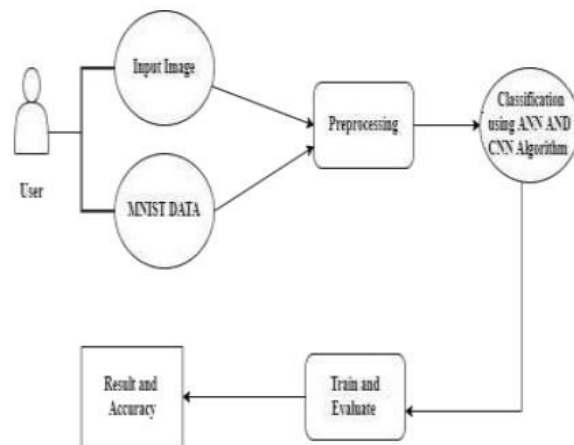 Input Image
User
MNIST DATA
Preprocessing
Classification
using ANN AND
CNN Algorithm
Result and
Accuracy
Train and
Evaluate